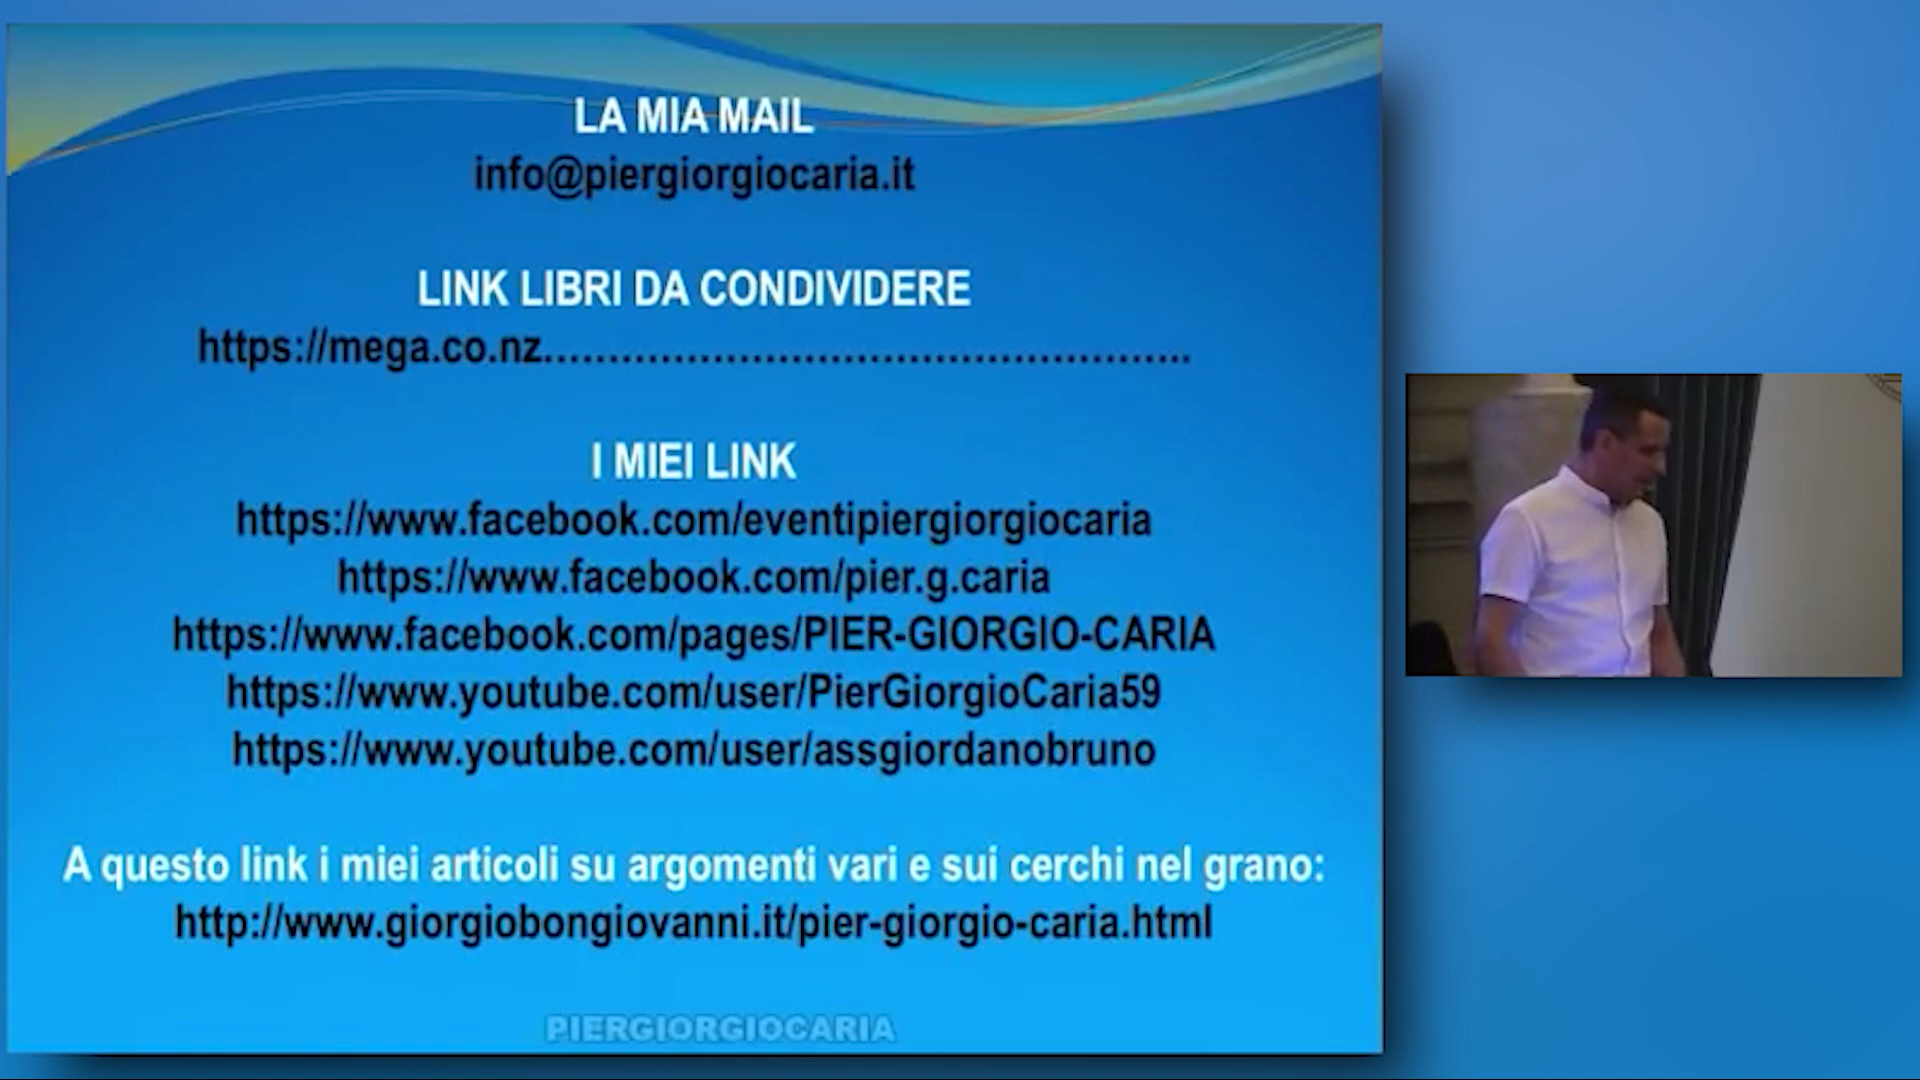 LA MIA MAIL
info@piergiorgiocaria.it
LINK LIBRI DA CONDIVIDERE
https://mega.co.nz……………………………………………..
I MIEI LINK
https://www.facebook.com/eventipiergiorgiocaria
https://www.facebook.com/pier.g.caria
https://www.facebook.com/pages/PIER-GIORGIO-CARIA
https://www.youtube.com/user/PierGiorgioCaria59
https://www.youtube.com/user/assgiordanobruno
A questo link i miei articoli su argomenti vari e sui cerchi nel grano:
http://www.giorgiobongiovanni.it/pier-giorgio-caria.html
PIERGIORGIOCARIA